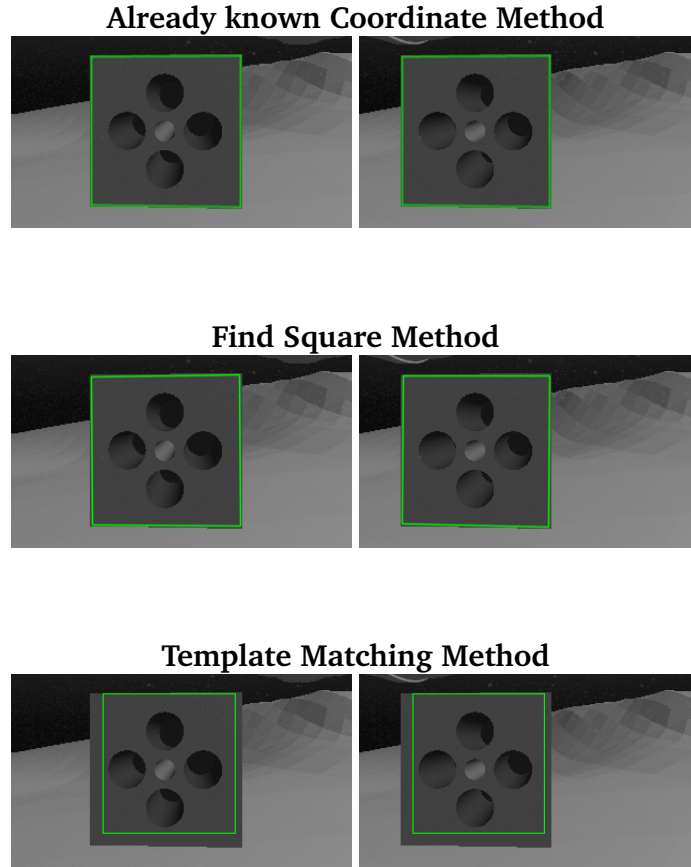 Already known Coordinate Method
Find Square Method
Template Matching Method